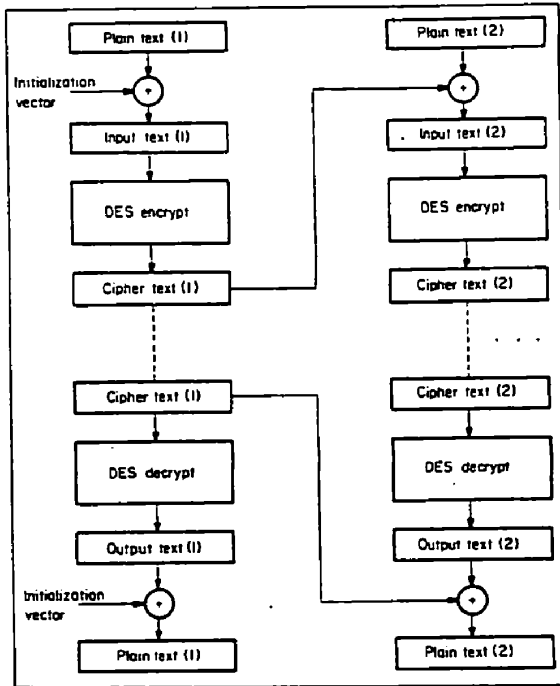 Plain text (1)
Initialization
vector
+
Input text (1)
DES encrypt
Cipher text (1)
Cipher text (1)
DES decrypt
Output text (1)
Initialization
vector
+
Plain text (1)
Plain text (2)
+
Input text (2)
DES encrypt
Cipher text (2)
. . .
Cipher text (2)
DES decrypt
Output text (2)
+
Plain text (2)